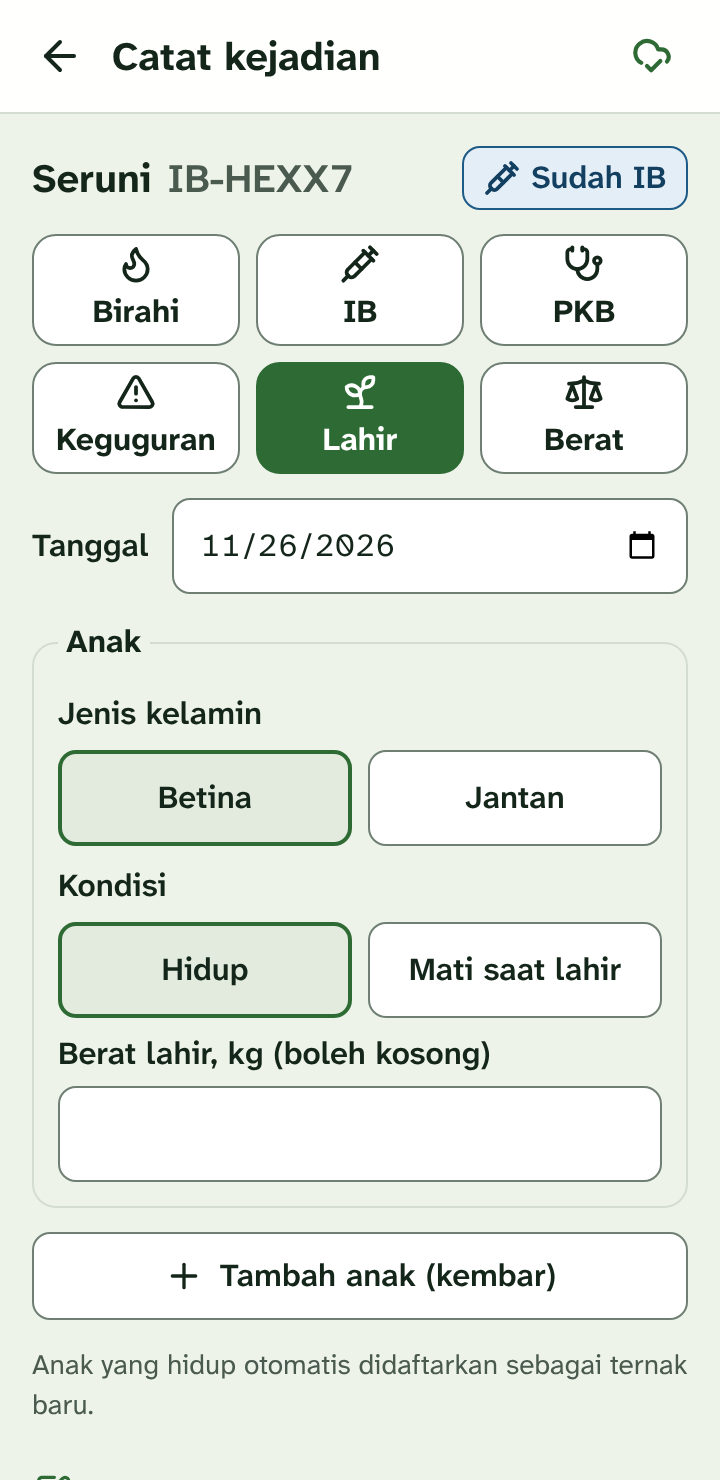 Catat kejadian
Seruni IB-HEXX7
Sudah IB
Birahi
IB
PKB
Keguguran
Lahir
Berat
Tanggal
11/26/2026
Anak
Jenis kelamin
Betina
Jantan
Kondisi
Hidup
Mati saat lahir
Berat lahir, kg (boleh kosong)
Tambah anak (kembar)
Anak yang hidup otomatis didaftarkan sebagai ternak
baru.